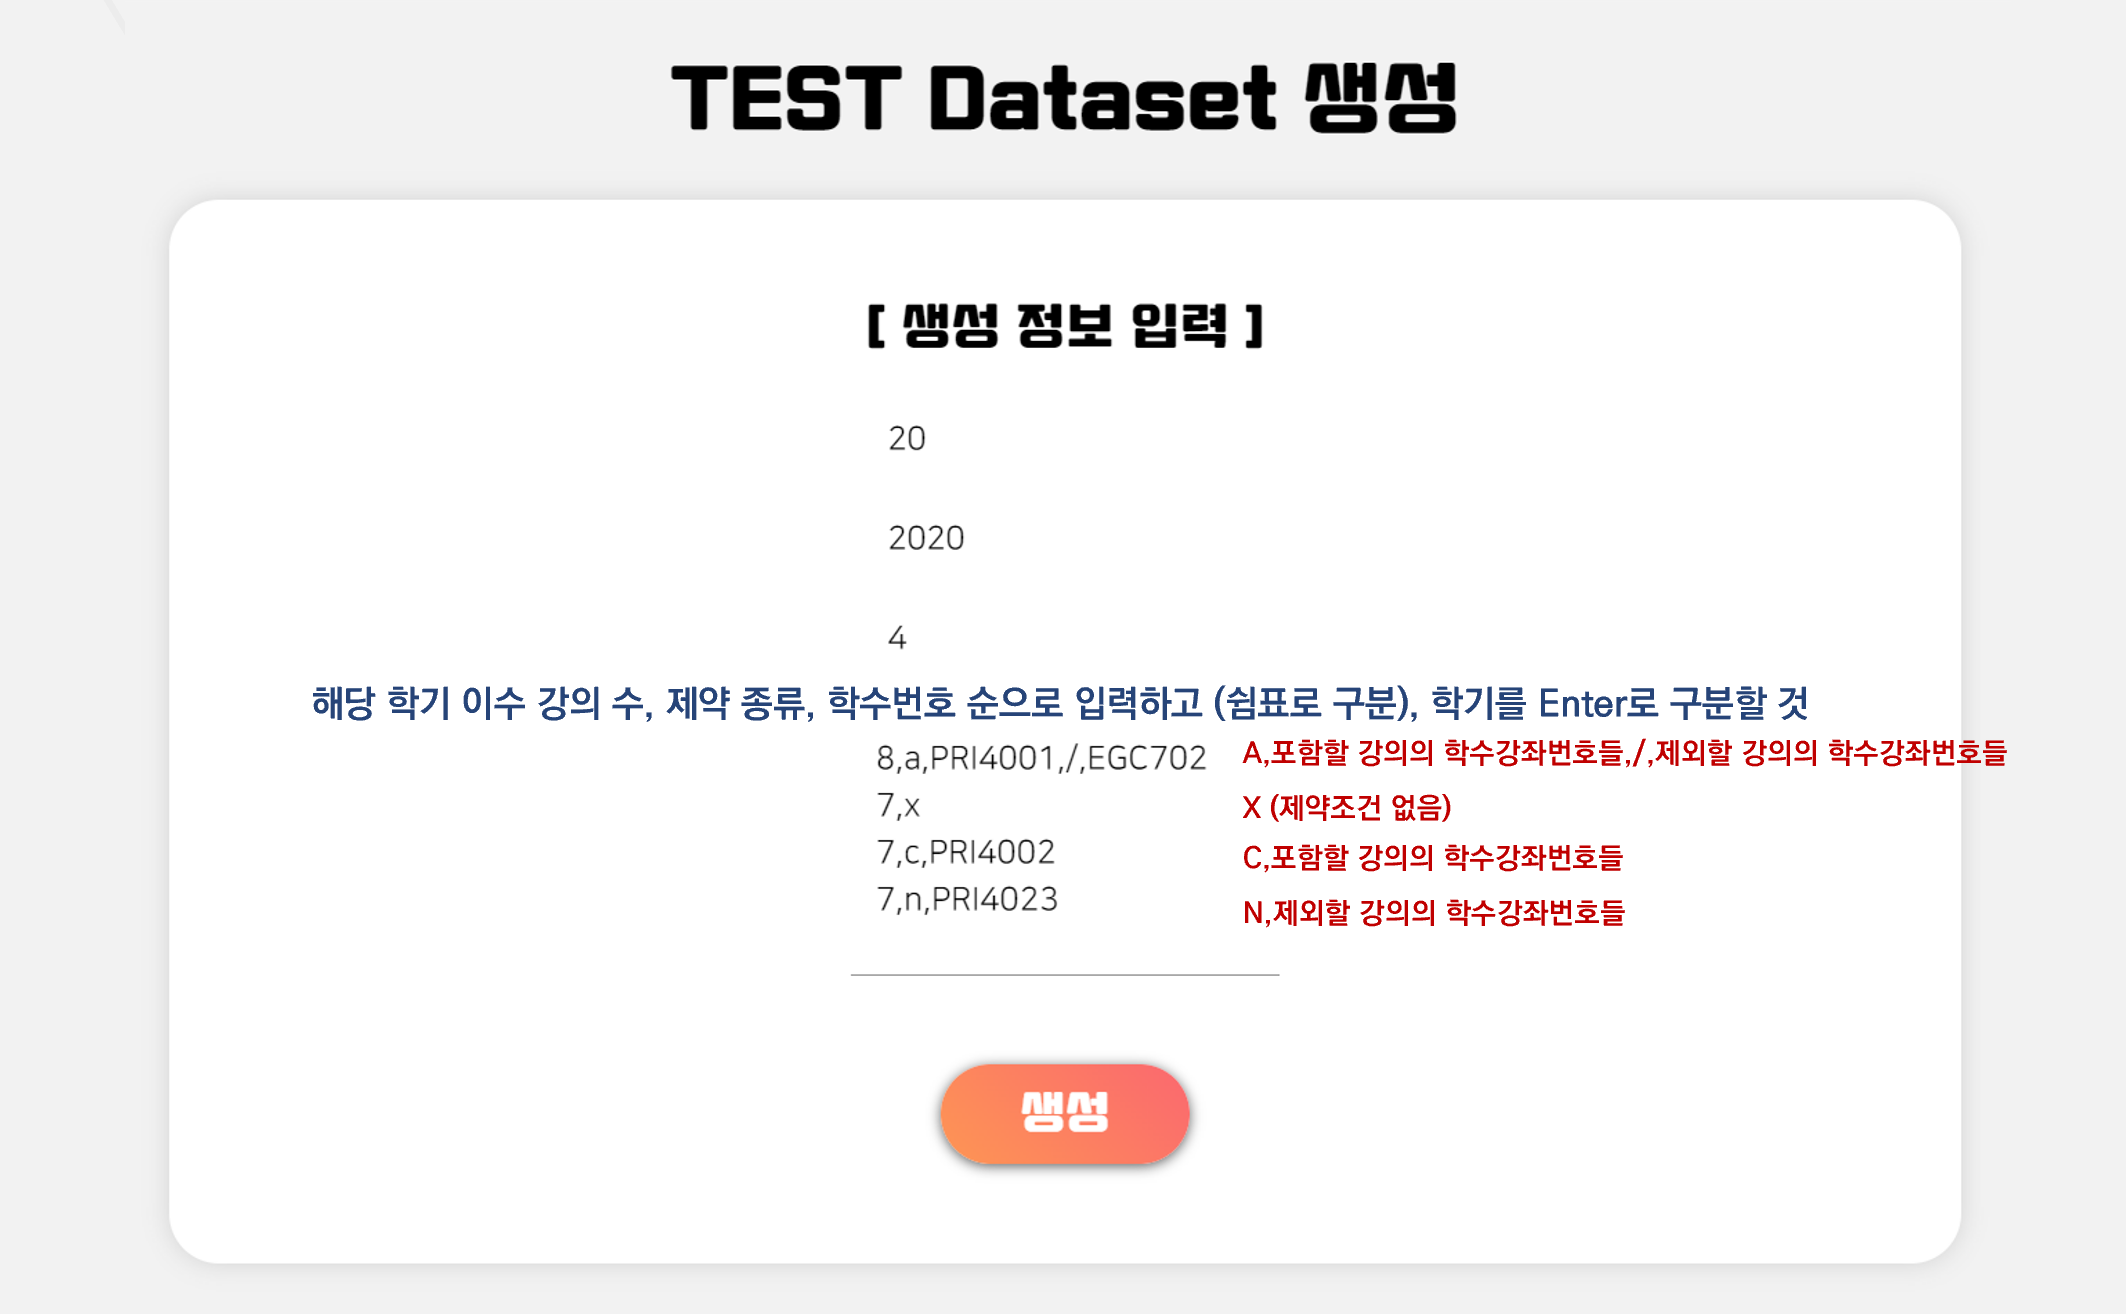 TEST Dataset 생성
[ 생성 정보 입력 ]
20
2020
4
해당 학기 이수 강의 수, 제약 종류, 학수번호 순으로 입력하고 (쉼표로 구분), 학기를 Enter로 구분할 것
8,a,PRI4001,/,EGC702 A,포함할 강의의 학수강좌번호들,/,제외할 강의의 학수강좌번호들
7,x X (제약조건 없음)
7,c,PRI4002 C,포함할 강의의 학수강좌번호들
7,n,PRI4023 N,제외할 강의의 학수강좌번호들
생성